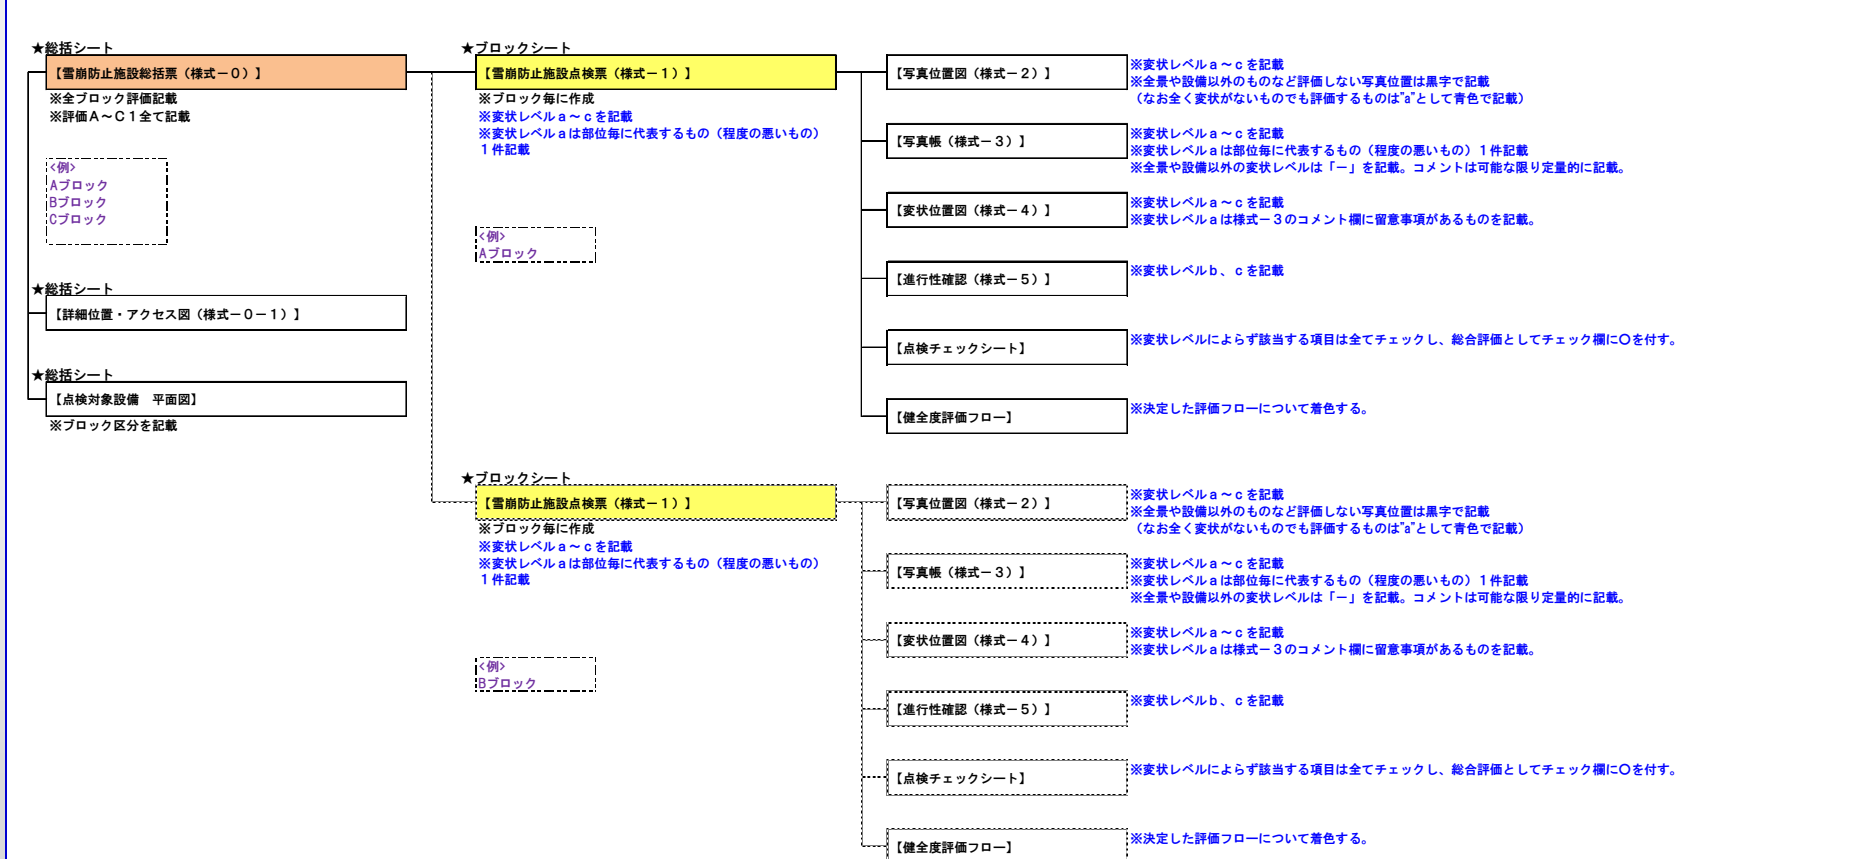 ★総括シート
【雪崩防止施設総括票（様式－０）】
※全ブロック評価記載
※評価Ａ～Ｃ１全て記載
<例>
Aブロック
Bブロック
Cブロック
★総括シート
【詳細位置・アクセス図（様式－０－１）】
★総括シート
【点検対象設備　平面図】
※ブロック区分を記載
★ブロックシート
【雪崩防止施設点検票（様式－１）】
※ブロック毎に作成
※変状レベルａ～ｃを記載
※変状レベルａは部位毎に代表するもの（程度の悪いもの）
１件記載
<例>
Aブロック
【写真位置図（様式－２）】
※変状レベルａ～ｃを記載
※全景や設備以外のものなど評価しない写真位置は黒字で記載
（なお全く変状がないものでも評価するものは"a"として青色で記載）
【写真帳（様式－３）】
※変状レベルａ～ｃを記載
※変状レベルａは部位毎に代表するもの（程度の悪いもの）１件記載
※全景や設備以外の変状レベルは「－」を記載。コメントは可能な限り定量的に記載。
【変状位置図（様式－４）】
※変状レベルａ～ｃを記載
※変状レベルａは様式－３のコメント欄に留意事項があるものを記載。
【進行性確認（様式－５）】
※変状レベルｂ、ｃを記載
【点検チェックシート】
※変状レベルによらず該当する項目は全てチェックし、総合評価としてチェック欄に〇を付す。
【健全度評価フロー】
※決定した評価フローについて着色する。
★ブロックシート
【雪崩防止施設点検票（様式－１）】
※ブロック毎に作成
※変状レベルａ～ｃを記載
※変状レベルａは部位毎に代表するもの（程度の悪いもの）
１件記載
<例>
Bブロック
【写真位置図（様式－２）】
※変状レベルａ～ｃを記載
※全景や設備以外のものなど評価しない写真位置は黒字で記載
（なお全く変状がないものでも評価するものは"a"として青色で記載）
【写真帳（様式－３）】
※変状レベルａ～ｃを記載
※変状レベルａは部位毎に代表するもの（程度の悪いもの）１件記載
※全景や設備以外の変状レベルは「－」を記載。コメントは可能な限り定量的に記載。
【変状位置図（様式－４）】
※変状レベルａ～ｃを記載
※変状レベルａは様式－３のコメント欄に留意事項があるものを記載。
【進行性確認（様式－５）】
※変状レベルｂ、ｃを記載
【点検チェックシート】
※変状レベルによらず該当する項目は全てチェックし、総合評価としてチェック欄に〇を付す。
【健全度評価フロー】
※決定した評価フローについて着色する。